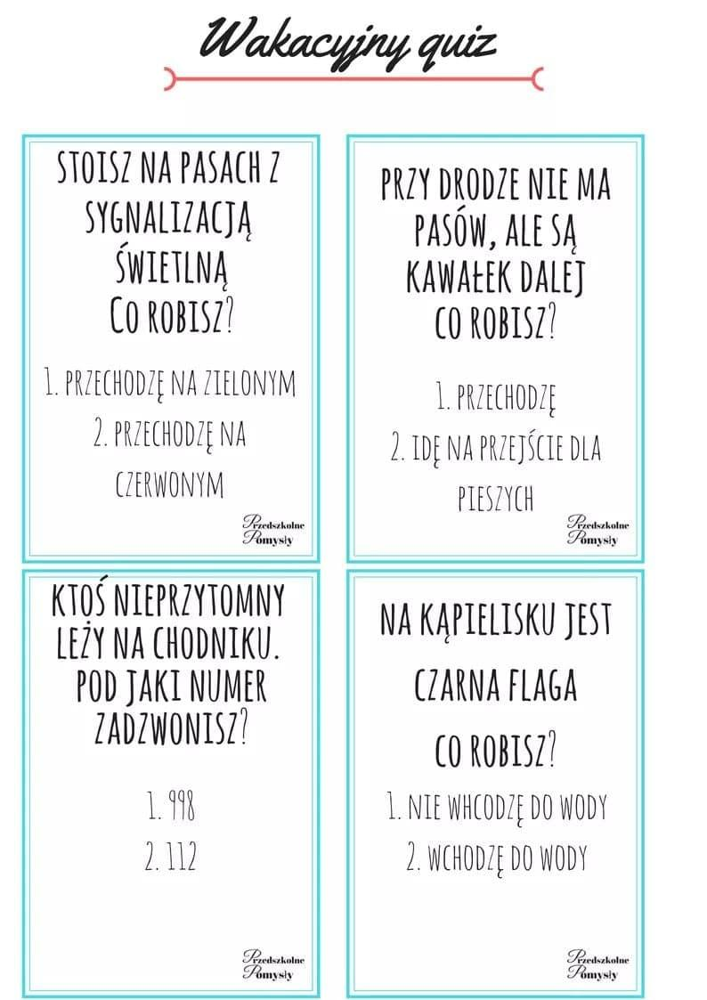 Wakacyjny quiz
STOISZ NA PASACH Z
SYGNALIZACJĄ
ŚWIETLNĄ
CO ROBISZ?
1. PRZECHODZĘ NA ZIELONYM
2. PRZECHODZĘ NA
CZERWONYM
Przedszkolne
Pomysły
PRZY DRODZE NIE MA
PASÓW, ALE SĄ
KAWAŁEK DALEJ
CO ROBISZ?
1. PRZECHODZĘ
2. IDĘ NA PRZEJŚCIE DLA
PIESZYCH
Przedszkolne
Pomysły
KTOŚ NIEPRZYTOMNY
LEŻY NA CHODNIKU.
POD JAKI NUMER
ZADZWONISZ?
1. 998
2. 112
Przedszkolne
Pomysły
NA KĄPIELISKU JEST
CZARNA FLAGA
CO ROBISZ?
1. NIE WHCODZĘ DO WODY
2. WCHODZĘ DO WODY
Przedszkolne
Pomysły